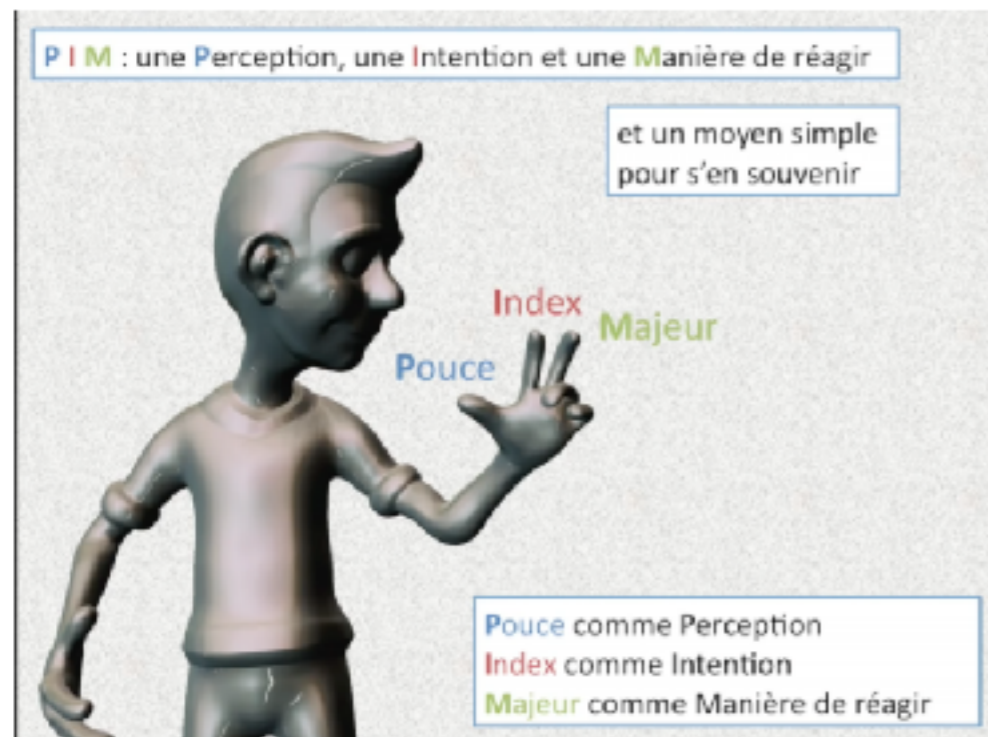 P I M : une Perception, une Intention et une Manière de réagir
et un moyen simple
pour s'en souvenir
Index
Majeur
Pouce
Pouce comme Perception
Index comme Intention
Majeur comme Manière de réagir